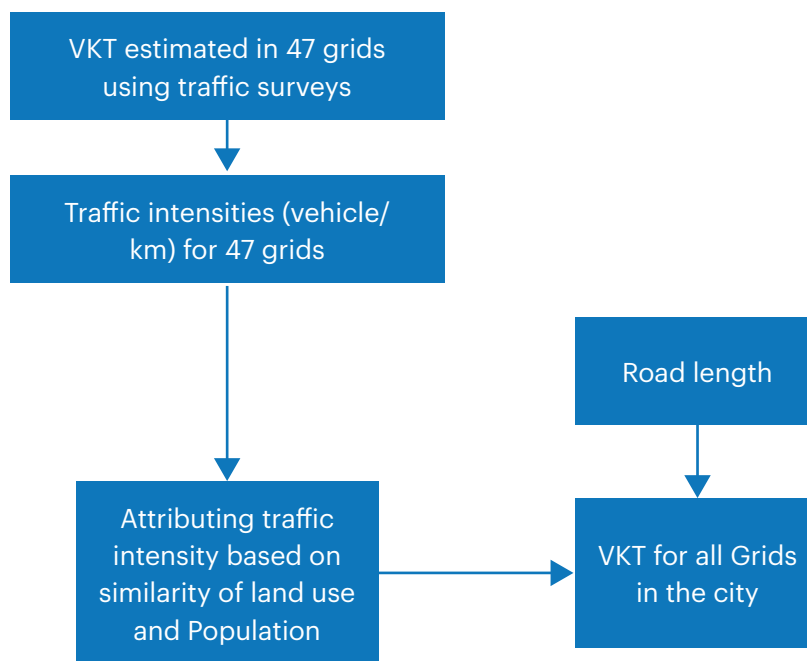 VKT estimated in 47 grids
using traffic surveys
Traffic intensities (vehicle/
km) for 47 grids
Road length
Attributing traffic
intensity based on
similarity of land use
and Population
VKT for all Grids
in the city